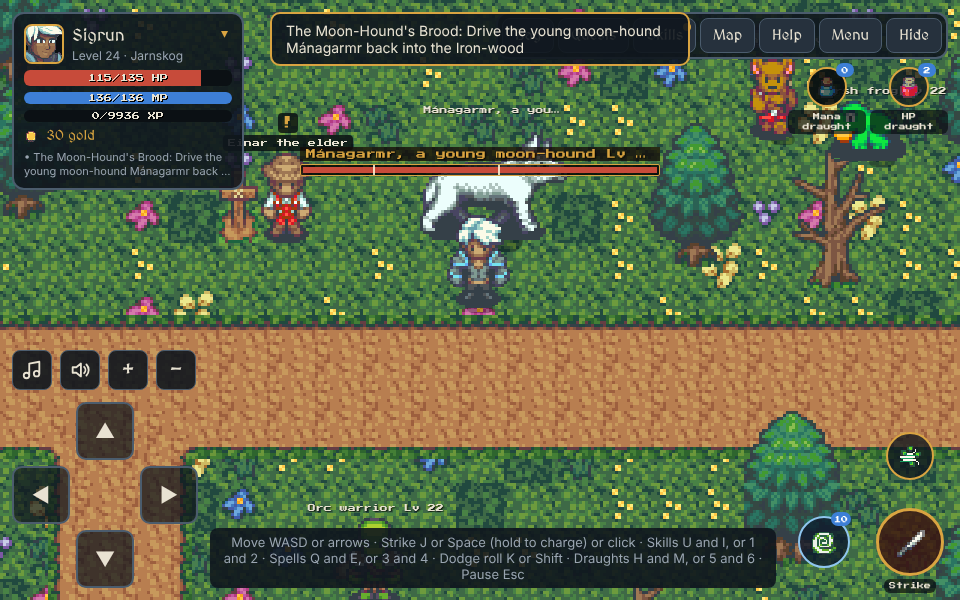 Sigrun
Level 24 · Jarnskog
115/135 HP
136/136 MP
0/9936 XP
30 gold
• The Moon-Hound's Brood: Drive the
young moon-hound Mánagarmr back ...
The Moon-Hound's Brood: Drive the young moon-hound
Mánagarmr back into the Iron-wood
Map
Help
Menu
Hide
0
2
22
Mana
draught
HP
draught
Mánagarmr, a you…
!
the elder
Mánagarmr, a young moon-hound Lv …
+
−
Orc warrior Lv 22
Move WASD or arrows · Strike J or Space (hold to charge) or click · Skills U and I, or 1
and 2 · Spells Q and E, or 3 and 4 · Dodge roll K or Shift · Draughts H and M, or 5 and 6 ·
Pause Esc
10
Strike